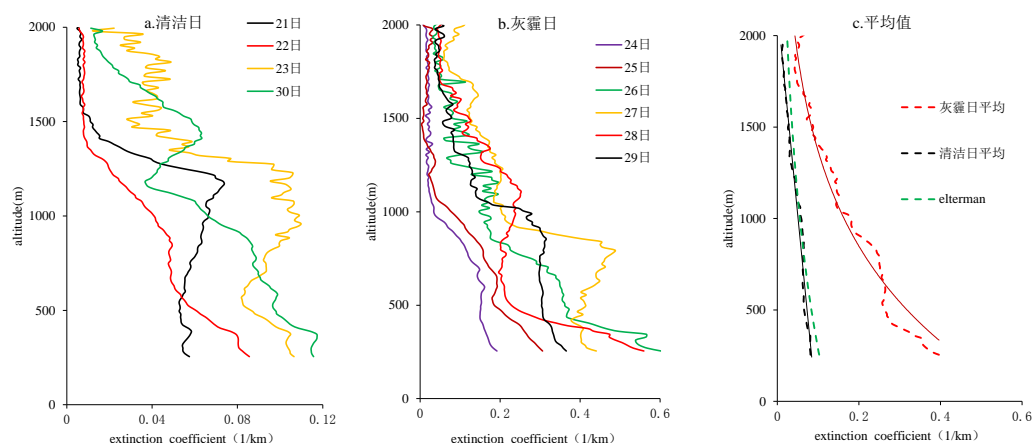 a.清洁日
2000
1500
1000
500
0
0
0.04
0.08
0.12
altitude(m)
extinction coefficient（1/km）
21日
22日
23日
30日
b.灰霾日
2000
1500
1000
500
0
0
0.2
0.4
0.6
altitude(m)
extinction coefficient（1/km）
24日
25日
26日
27日
28日
29日
c.平均值
2000
1500
1000
500
0
0
0.2
0.4
0.6
altitude(m)
extinction coefficient（1/km）
灰霾日平均
清洁日平均
elterman